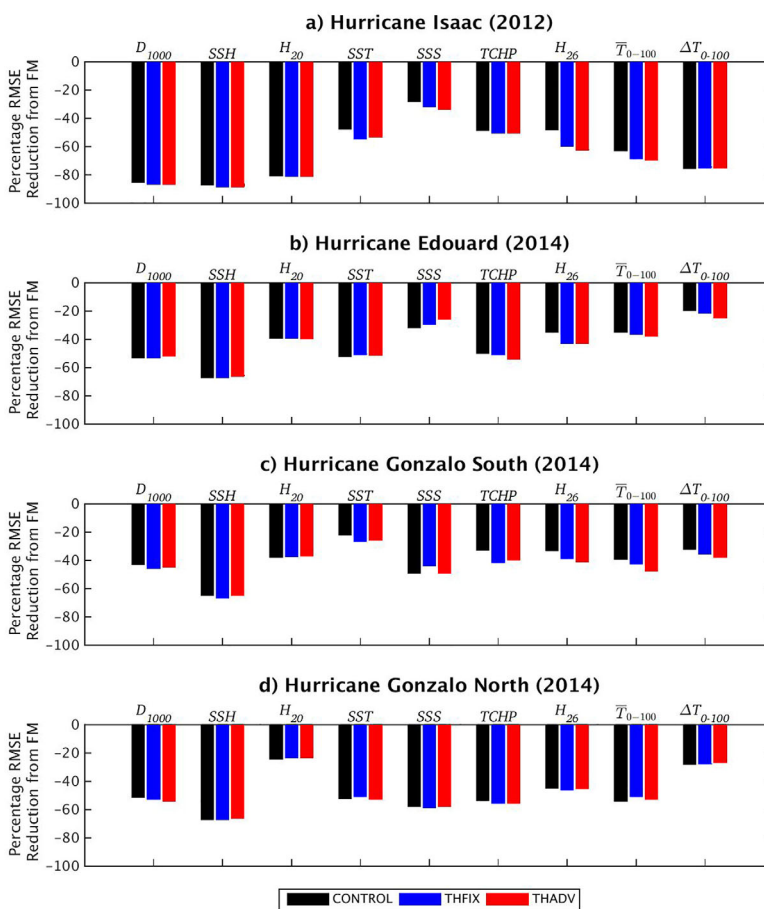 a) Hurricane Isaac (2012)
D1000 SSH H20 SST SSS TCHP H26 T̅0−100 ΔT0-100
Percentage RMSE
Reduction from FM
0
−20
−40
−60
−80
−100
b) Hurricane Edouard (2014)
D1000 SSH H20 SST SSS TCHP H26 T̅0−100 ΔT0-100
Percentage RMSE
Reduction from FM
0
−20
−40
−60
−80
−100
c) Hurricane Gonzalo South (2014)
D1000 SSH H20 SST SSS TCHP H26 T̅0−100 ΔT0-100
Percentage RMSE
Reduction from FM
0
−20
−40
−60
−80
−100
d) Hurricane Gonzalo North (2014)
D1000 SSH H20 SST SSS TCHP H26 T̅0−100 ΔT0-100
Percentage RMSE
Reduction from FM
0
−20
−40
−60
−80
−100
CONTROL THFIX THADV